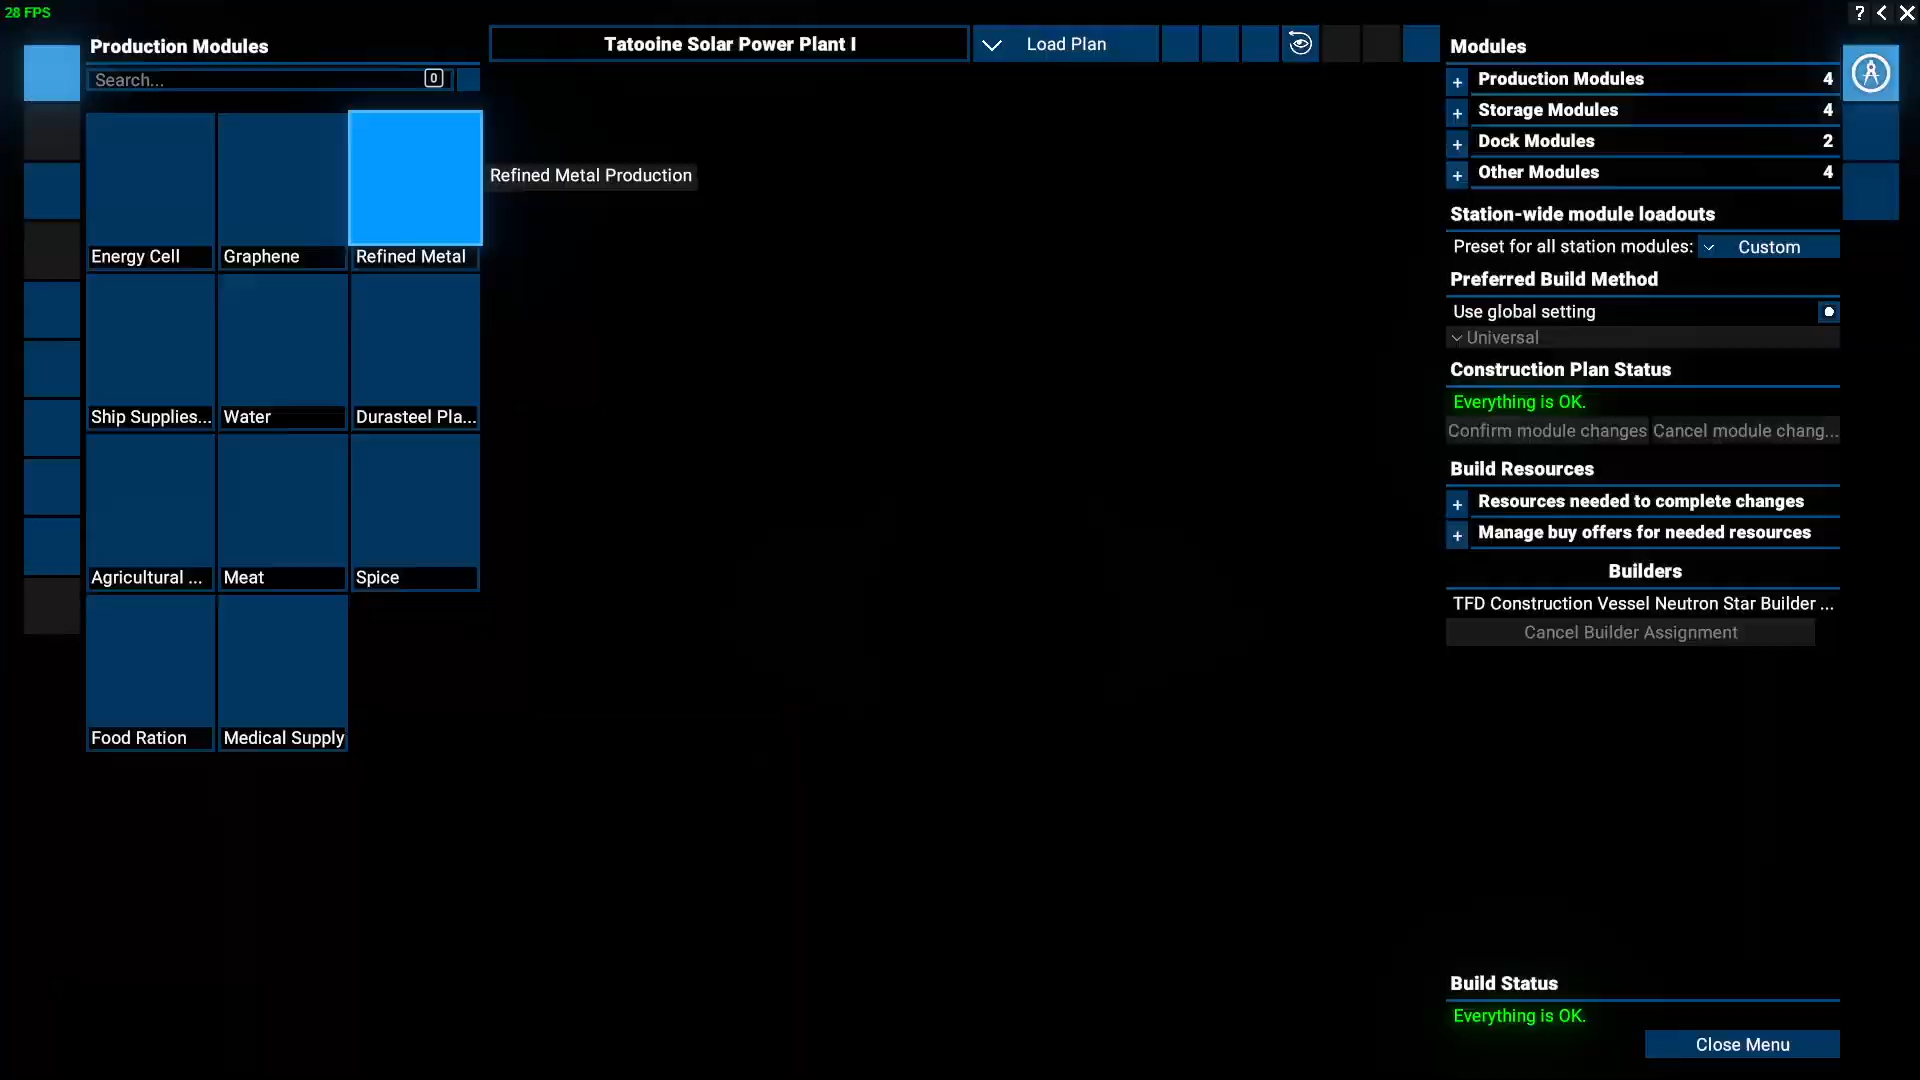 28 FPS
?
Production Modules
Search...
0
Energy Cell
Graphene
Refined Metal
Refined Metal Production
Ship Supplies...
Water
Durasteel Pla...
Agricultural ...
Meat
Spice
Food Ration
Medical Supply
Tatooine Solar Power Plant I
Load Plan
Modules
+ Production Modules 4
+ Storage Modules 4
+ Dock Modules 2
+ Other Modules 4
Station-wide module loadouts
Preset for all station modules: Custom
Preferred Build Method
Use global setting
Universal
Construction Plan Status
Everything is OK.
Confirm module changes Cancel module chang...
Build Resources
+ Resources needed to complete changes
+ Manage buy offers for needed resources
Builders
TFD Construction Vessel Neutron Star Builder ...
Cancel Builder Assignment
Build Status
Everything is OK.
Close Menu